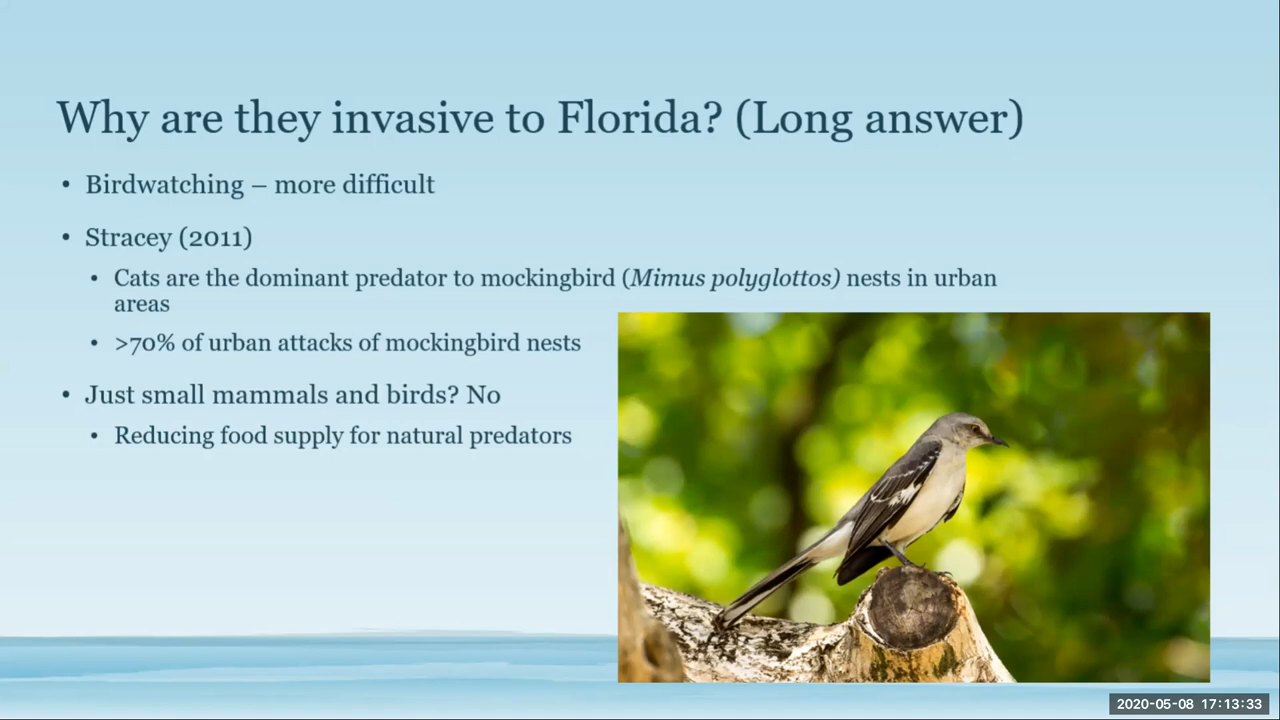 Why are they invasive to Florida? (Long answer)
• Birdwatching – more difficult
• Stracey (2011)
• Cats are the dominant predator to mockingbird (Mimus polyglottos) nests in urban
areas
• >70% of urban attacks of mockingbird nests
• Just small mammals and birds? No
• Reducing food supply for natural predators
2020-05-08 17:13:33